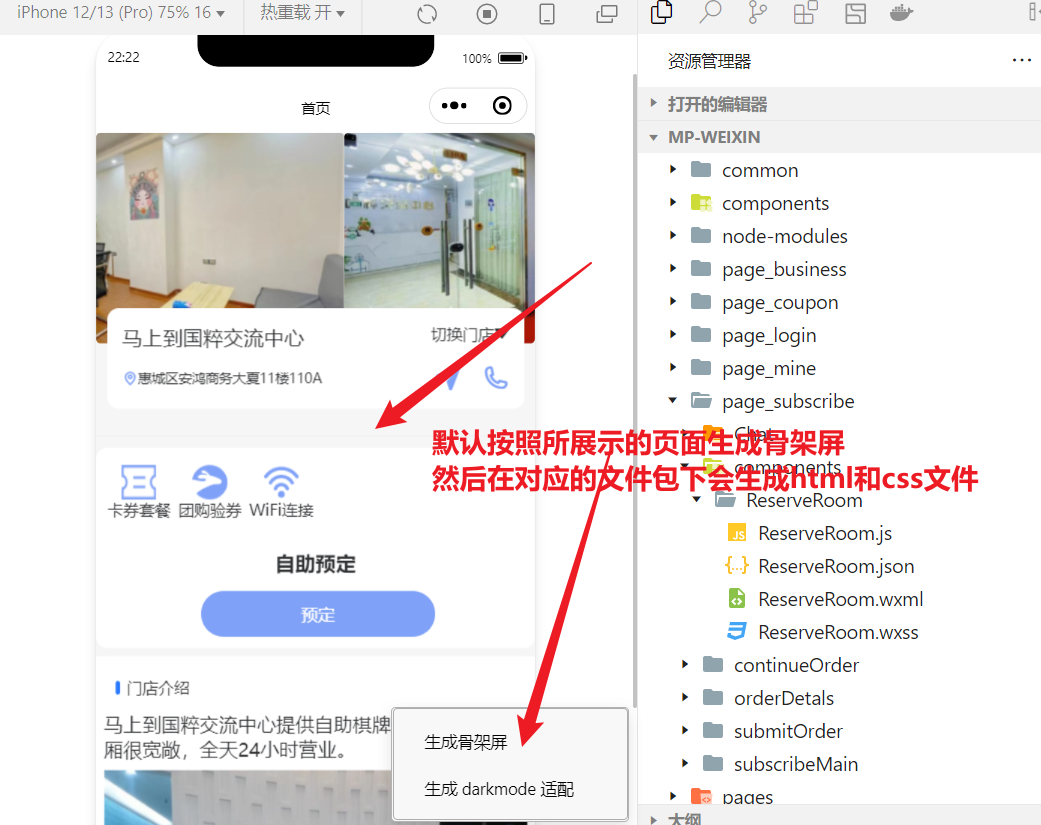 iPhone 12/13 (Pro) 75% 16
热重载 开
22:22
100%
首页
马上到国粹交流中心
切换门店
惠城区安鸿商务大厦11楼110A
卡券套餐
团购验券
WiFi连接
自助预定
预定
门店介绍
马上到国粹交流中心提供自助棋牌
厢很宽敞，全天24小时营业。
生成骨架屏
生成 darkmode 适配
默认按照所展示的页面生成骨架屏
然后在对应的文件包下会生成html和css文件
资源管理器
打开的编辑器
MP-WEIXIN
common
components
node-modules
page_business
page_coupon
page_login
page_mine
page_subscribe
components
ReserveRoom
ReserveRoom.js
ReserveRoom.json
ReserveRoom.wxml
ReserveRoom.wxss
continueOrder
orderDetals
submitOrder
subscribeMain
pages
大纲